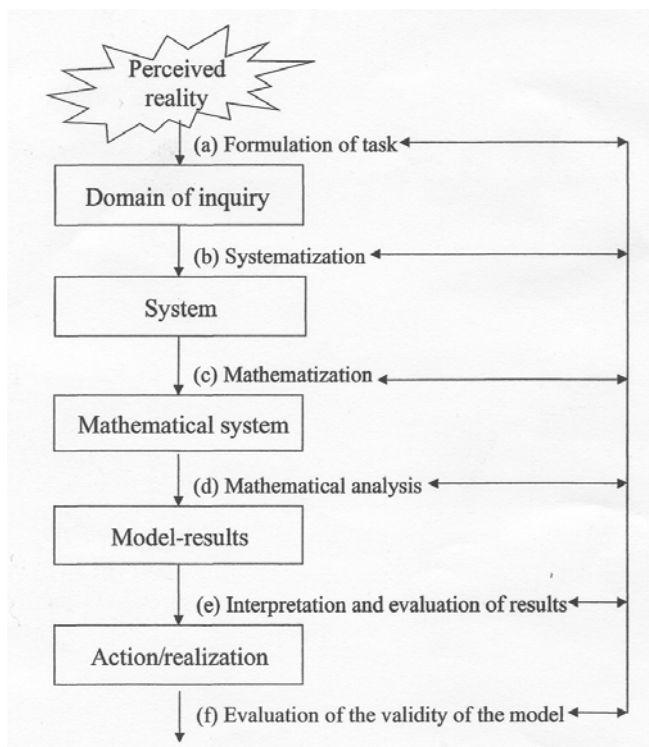 Perceived
reality
(a) Formulation of task
Domain of inquiry
(b) Systematization
System
(c) Mathematization
Mathematical system
(d) Mathematical analysis
Model-results
(e) Interpretation and evaluation of results
Action/realization
(f) Evaluation of the validity of the model